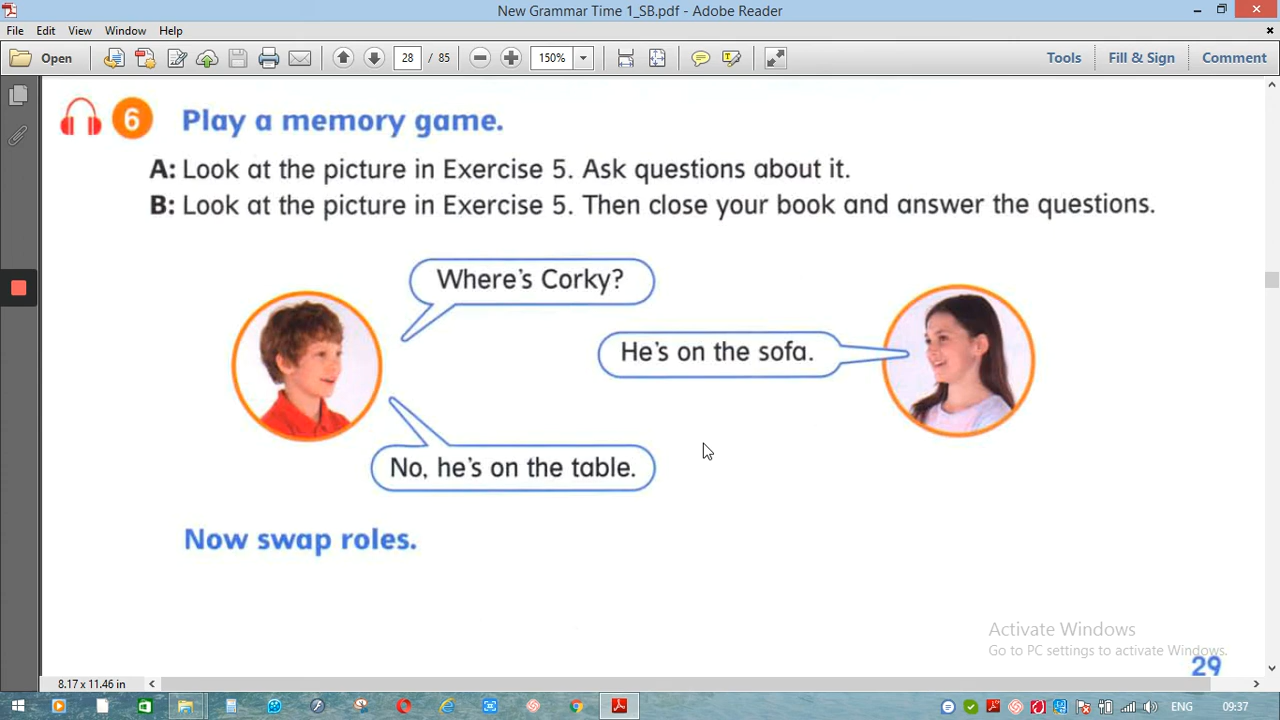 New Grammar Time 1_SB.pdf - Adobe Reader
File Edit View Window Help
Open 28 / 85 150% Tools Fill & Sign Comment
6 Play a memory game.
A: Look at the picture in Exercise 5. Ask questions about it.
B: Look at the picture in Exercise 5. Then close your book and answer the questions.
Where's Corky?
He's on the sofa.
No, he's on the table.
Now swap roles.
Activate Windows
Go to PC settings to activate Windows.
29
8.17 x 11.46 in
ENG 09:37